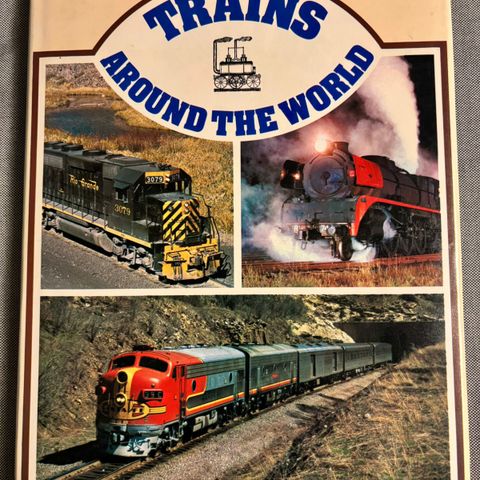 TRAINS
AROUND THE WORLD
3079
Rio Grande
3079